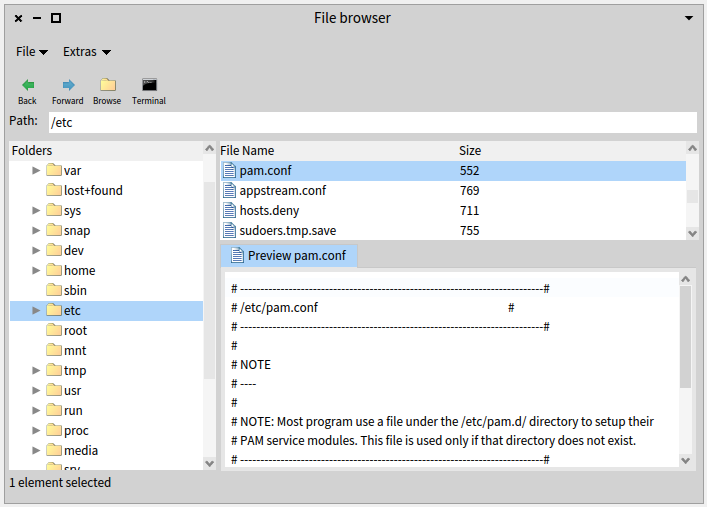 File browser
File Extras
Back Forward Browse Terminal
Path: /etc
Folders
var
lost+found
sys
snap
dev
home
sbin
etc
root
mnt
tmp
usr
run
proc
media
srv
File Name Size
pam.conf 552
appstream.conf 769
hosts.deny 711
sudoers.tmp.save 755
Preview pam.conf
# ---------------------------------------------------------------------------#
# /etc/pam.conf #
# ---------------------------------------------------------------------------#
#
# NOTE
# ----
#
# NOTE: Most program use a file under the /etc/pam.d/ directory to setup their
# PAM service modules. This file is used only if that directory does not exist.
# ---------------------------------------------------------------------------#
1 element selected